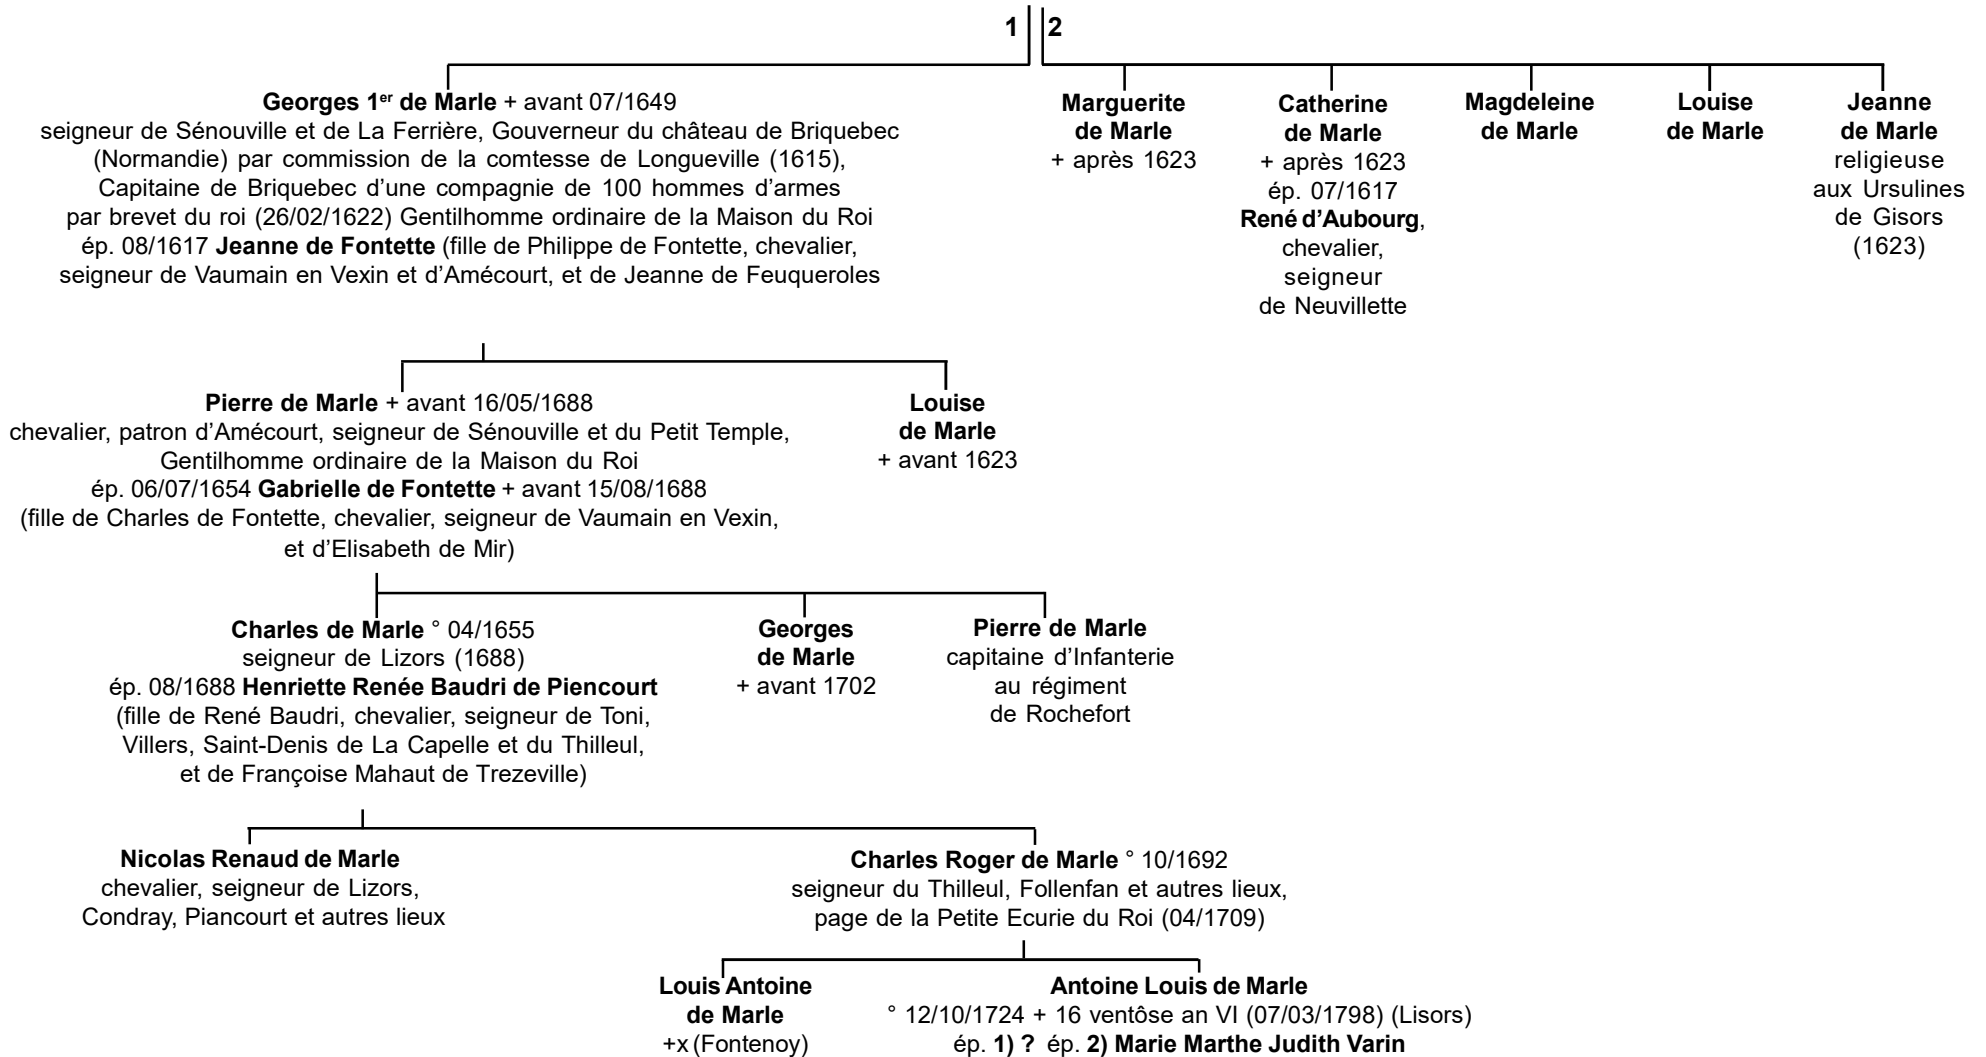 1 2
Georges 1er de Marle + avant 07/1649
seigneur de Sénouville et de La Ferrière, Gouverneur du château de Briquebec
(Normandie) par commission de la comtesse de Longueville (1615),
Capitaine de Briquebec d'une compagnie de 100 hommes d'armes
par brevet du roi (26/02/1622) Gentilhomme ordinaire de la Maison du Roi
ép. 08/1617 Jeanne de Fontette (fille de Philippe de Fontette, chevalier,
seigneur de Vaumain en Vexin et d'Amécourt, et de Jeanne de Feuqueroles
Marguerite
de Marle
+ après 1623
Catherine
de Marle
+ après 1623
ép. 07/1617
René d'Aubourg,
chevalier,
seigneur
de Neuvillette
Magdeleine
de Marle
Louise
de Marle
Jeanne
de Marle
religieuse
aux Ursulines
de Gisors
(1623)
Pierre de Marle + avant 16/05/1688
chevalier, patron d'Amécourt, seigneur de Sénouville et du Petit Temple,
Gentilhomme ordinaire de la Maison du Roi
ép. 06/07/1654 Gabrielle de Fontette + avant 15/08/1688
(fille de Charles de Fontette, chevalier, seigneur de Vaumain en Vexin,
et d'Elisabeth de Mir)
Louise
de Marle
+ avant 1623
Charles de Marle ° 04/1655
seigneur de Lizors (1688)
ép. 08/1688 Henriette Renée Baudri de Piencourt
(fille de René Baudri, chevalier, seigneur de Toni,
Villers, Saint-Denis de La Capelle et du Thilleul,
et de Françoise Mahaut de Trezeville)
Georges
de Marle
+ avant 1702
Pierre de Marle
capitaine d'Infanterie
au régiment
de Rochefort
Nicolas Renaud de Marle
chevalier, seigneur de Lizors,
Condray, Piancourt et autres lieux
Charles Roger de Marle ° 10/1692
seigneur du Thilleul, Follenfan et autres lieux,
page de la Petite Ecurie du Roi (04/1709)
Louis Antoine
de Marle
+x (Fontenoy)
Antoine Louis de Marle
° 12/10/1724 + 16 ventôse an VI (07/03/1798) (Lisors)
ép. 1) ? ép. 2) Marie Marthe Judith Varin